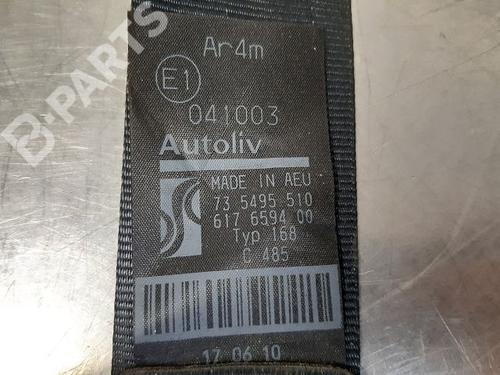 B-Parts
Ar4m
E1
041003
Autoliv
MADE IN AEU
73 5495 510
617 6594 00
Typ 168
C 485
17 06 10